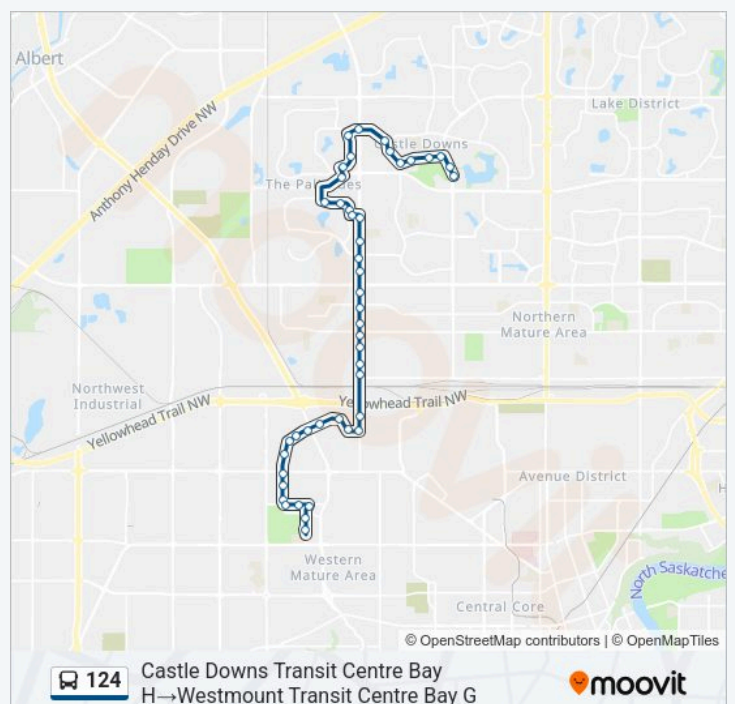 Albert
Lake District
Anthony Henday Drive NW
Castle Downs
The Palisades
Northern
Mature Area
Northwest
Industrial
Yellowhead Trail NW
Yellowhead Trail NW
Avenue District
Western
Mature Area
North Saskatche
Central Core
© OpenStreetMap contributors | © OpenMapTiles
124
Castle Downs Transit Centre Bay
H→Westmount Transit Centre Bay G
moovit